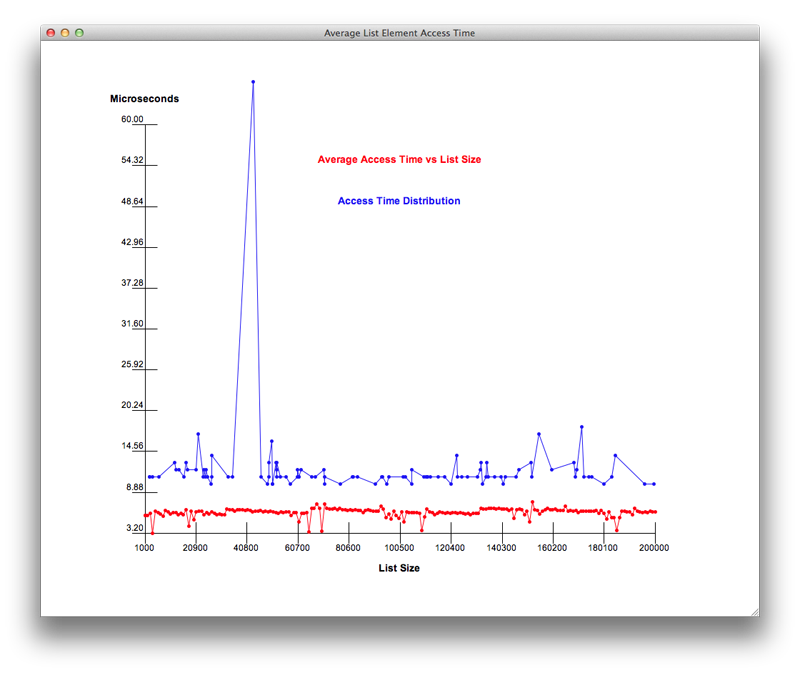 Average List Element Access Time
Microseconds
60.00
Average Access Time vs List Size
54.32
Access Time Distribution
48.64
42.96
37.28
31.60
25.92
20.24
14.56
8.88
3.20
1000 20900 40800 60700 80600 100500 120400 140300 160200 180100 200000
List Size